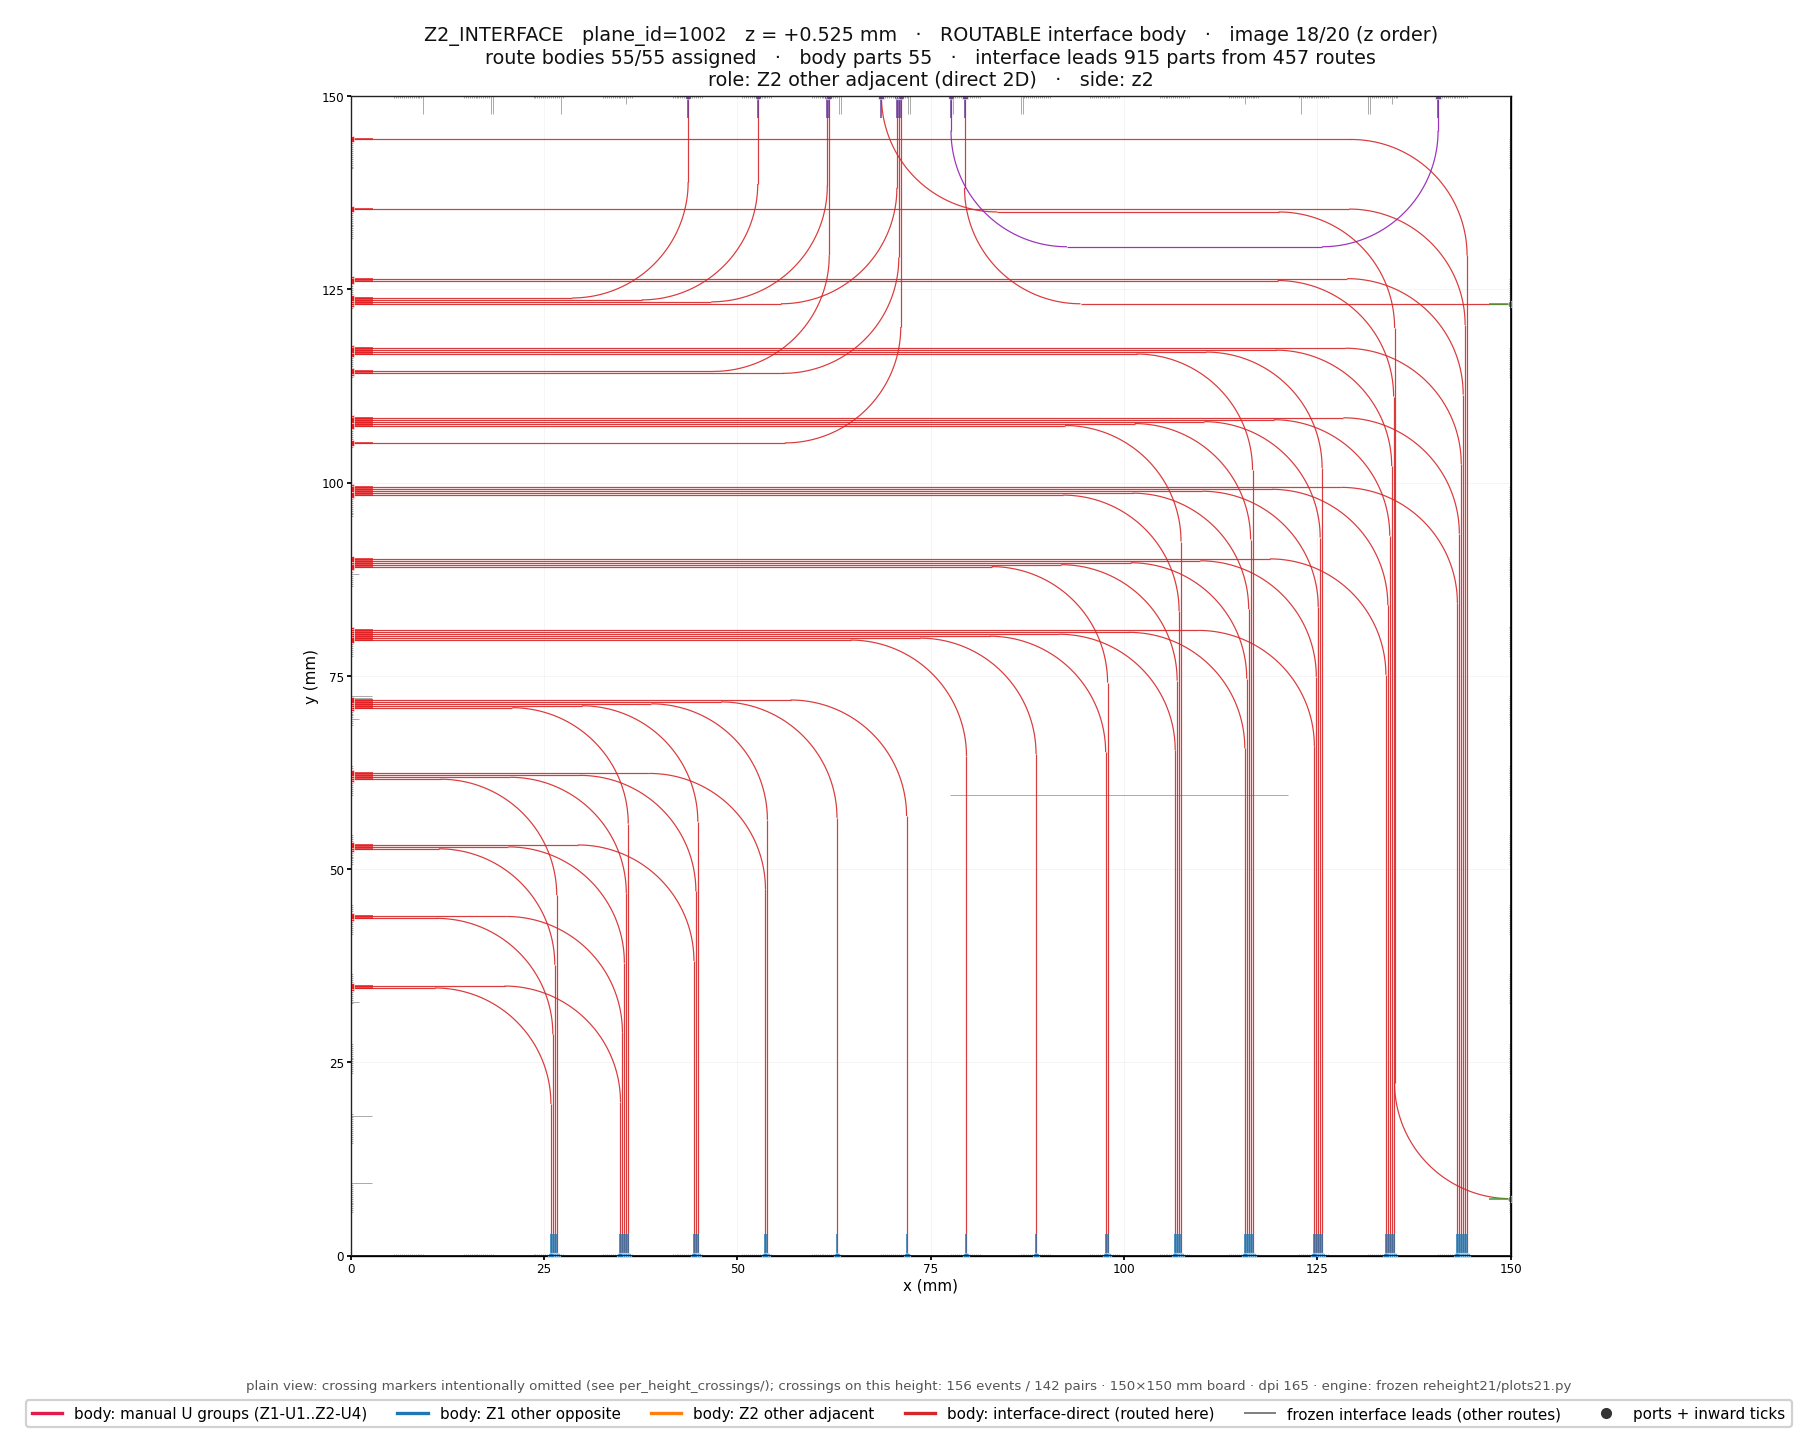 Z2_INTERFACE plane_id=1002 z = +0.525 mm · ROUTABLE interface body · image 18/20 (z order)
route bodies 55/55 assigned · body parts 55 · interface leads 915 parts from 457 routes
role: Z2 other adjacent (direct 2D) · side: z2
150
125
100
75
50
25
0
y (mm)
0 25 50 75 100 125 150
x (mm)
plain view: crossing markers intentionally omitted (see per_height_crossings/); crossings on this height: 156 events / 142 pairs · 150×150 mm board · dpi 165 · engine: frozen reheight21/plots21.py
body: manual U groups (Z1-U1..Z2-U4) body: Z1 other opposite body: Z2 other adjacent body: interface-direct (routed here) frozen interface leads (other routes) ports + inward ticks